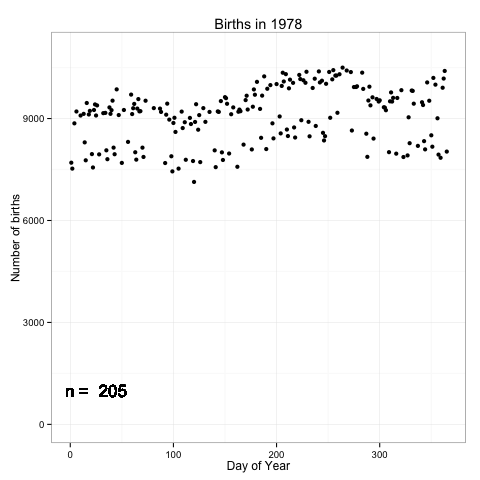 Births in 1978
Number of births
9000
6000
3000
0
n = 205
0 100 200 300
Day of Year